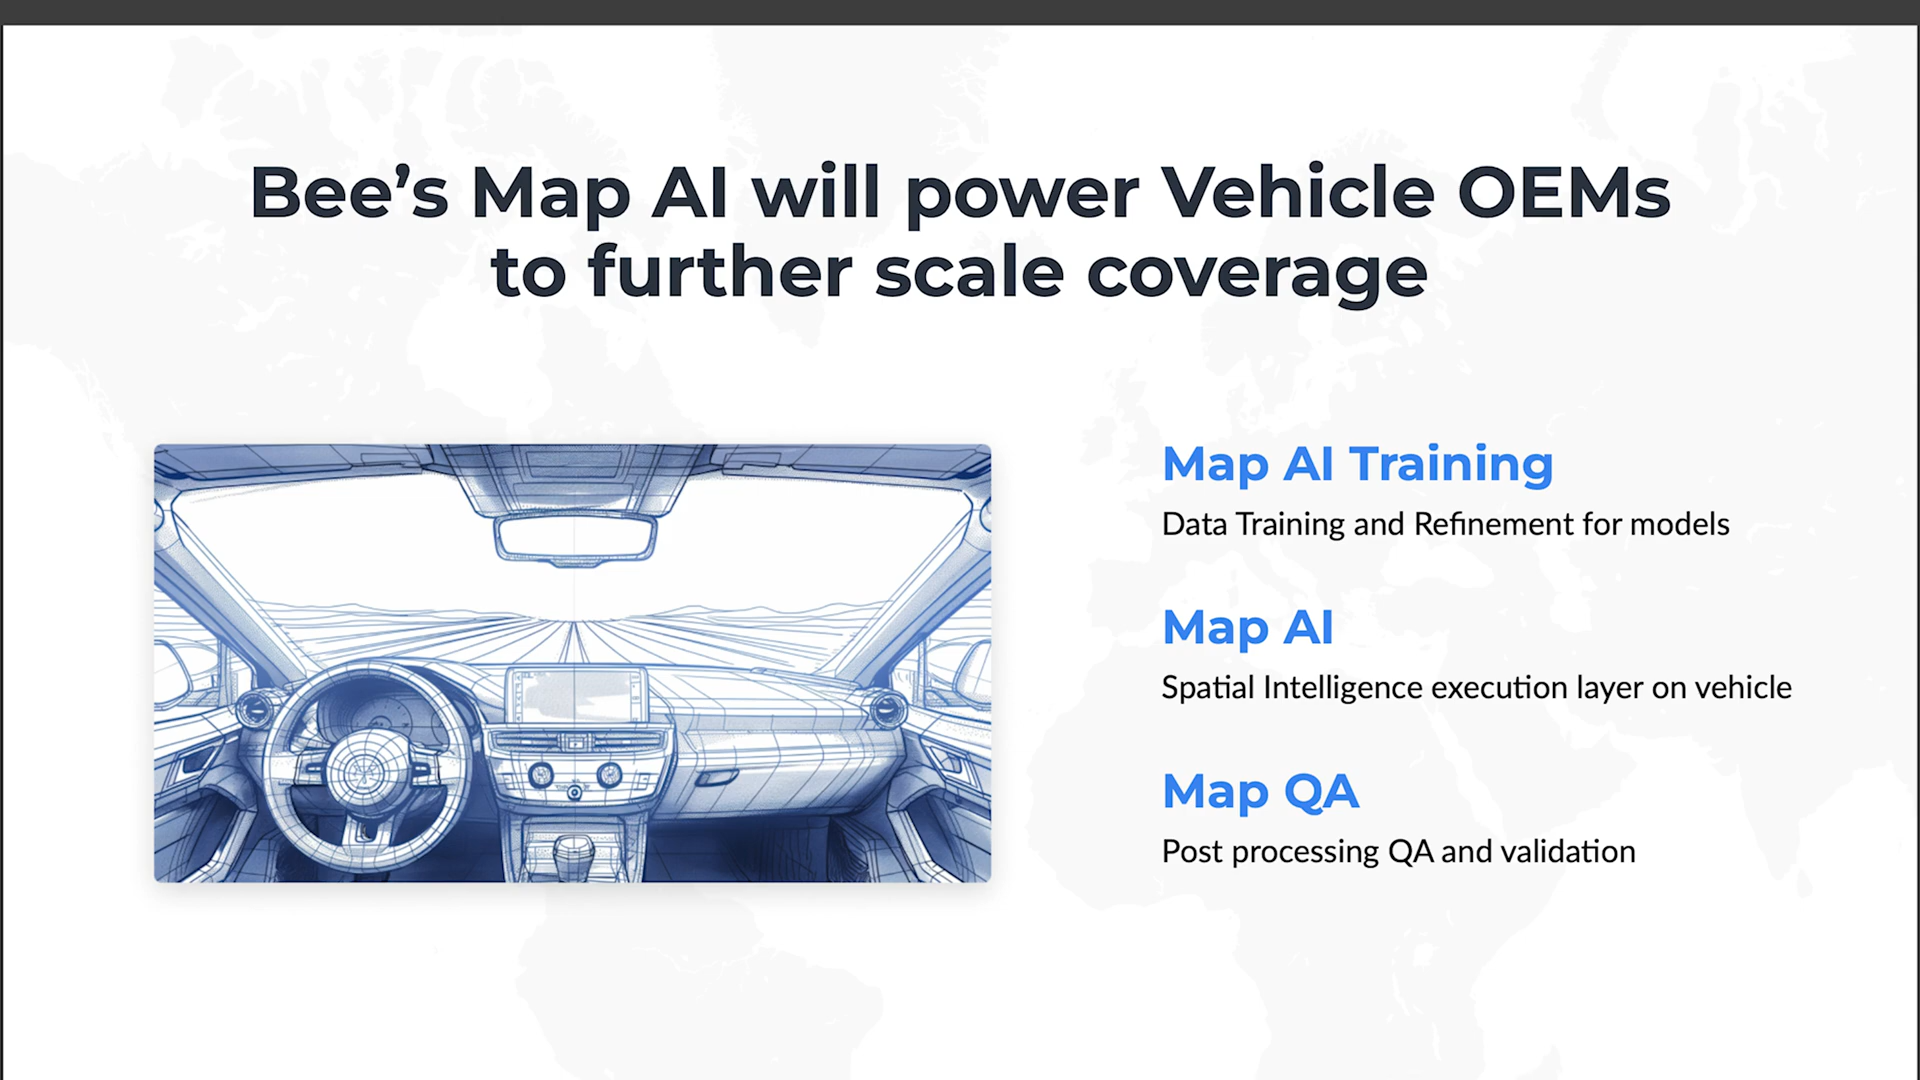 Bee’s Map AI will power Vehicle OEMs
to further scale coverage
Map AI Training
Data Training and Refinement for models
Map AI
Spatial Intelligence execution layer on vehicle
Map QA
Post processing QA and validation